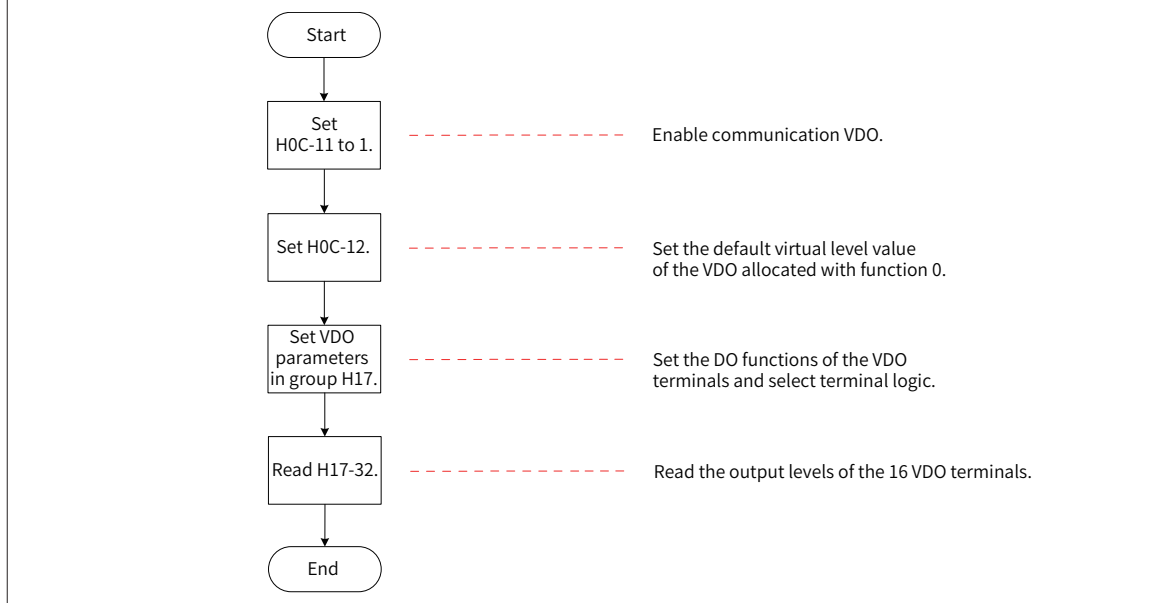 Start
Set
H0C-11 to 1.
Enable communication VDO.
Set H0C-12.
Set the default virtual level value
of the VDO allocated with function 0.
Set VDO
parameters
in group H17.
Set the DO functions of the VDO
terminals and select terminal logic.
Read H17-32.
Read the output levels of the 16 VDO terminals.
End